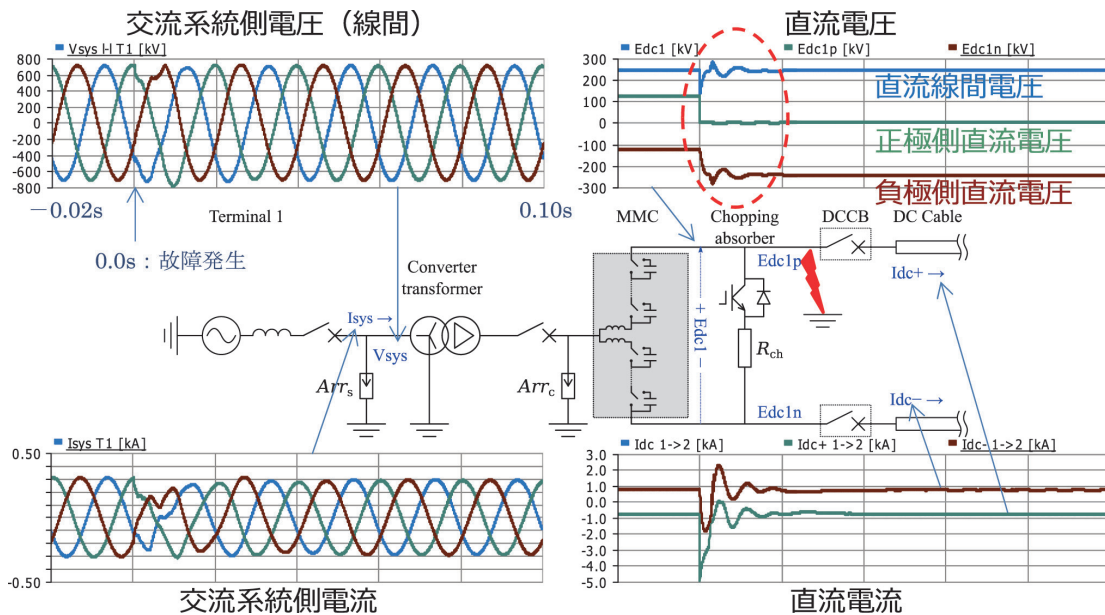 交流系統側電圧（線間）
Vsys l-l T1 [kV]
800
600
400
200
0
-200
-400
-600
-800
－0.02s
0.10s
0.0s：故障発生
直流電圧
Edc1 [kV] Edc1p [kV] Edc1n [kV]
300
200
100
0
-100
-200
-300
直流線間電圧
正極側直流電圧
負極側直流電圧
Terminal 1
MMC
Chopping absorber
DCCB
DC Cable
Converter transformer
Isys →
Vsys
Arrs
Arrc
+ Edc1 −
Edc1p
Rch
Edc1n
Idc+ →
Idc− →
Isys T1 [kA]
0.50
-0.50
交流系統側電流
Idc 1->2 [kA] Idc+ 1->2 [kA] Idc- 1->2 [kA]
3.0
2.0
1.0
0.0
-1.0
-2.0
-3.0
-4.0
-5.0
直流電流